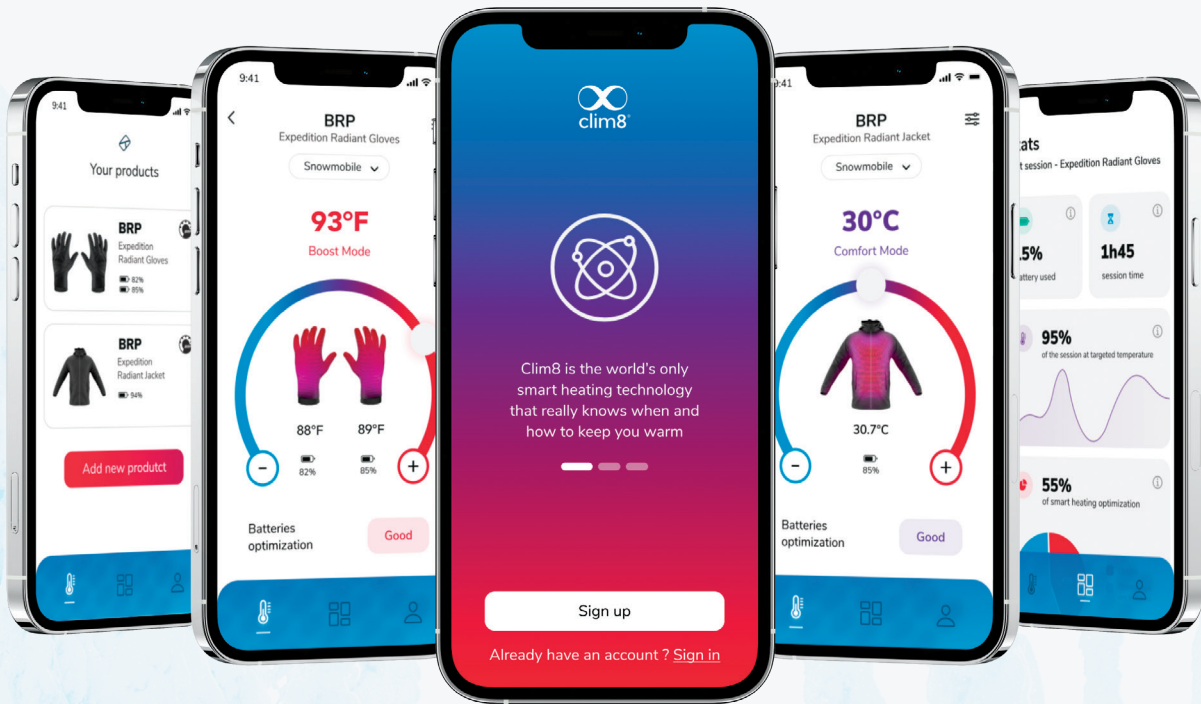 9:41
Your products
BRP
Expedition
Radiant Gloves
82%
85%
BRP
Expedition
Radiant Jacket
94%
Add new produtct
9:41
BRP
Expedition Radiant Gloves
Snowmobile
93°F
Boost Mode
88°F 89°F
82% 85%
- +
Batteries
optimization
Good
clim8®
Clim8 is the world's only
smart heating technology
that really knows when and
how to keep you warm
Sign up
Already have an account ? Sign in
9:41
BRP
Expedition Radiant Jacket
Snowmobile
30°C
Comfort Mode
30.7°C
85%
- +
Batteries
optimization
Good
ats
t session - Expedition Radiant Gloves
.5%
attery used
1h45
session time
95%
of the session at targeted temperature
55%
of smart heating optimization